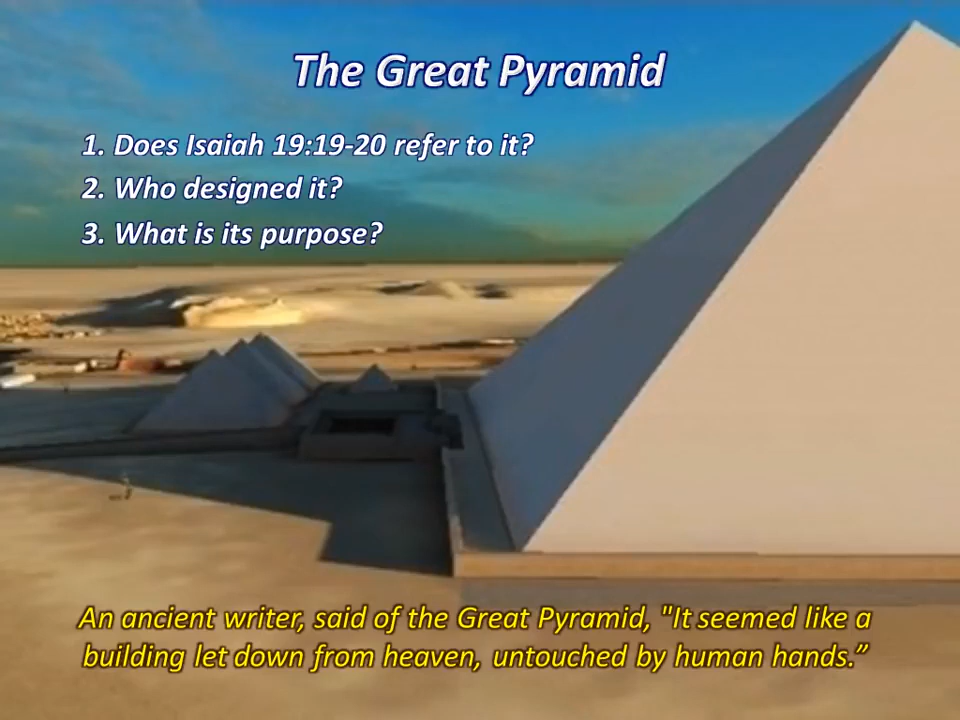 The Great Pyramid
1. Does Isaiah 19:19-20 refer to it?
2. Who designed it?
3. What is its purpose?
An ancient writer, said of the Great Pyramid, "It seemed like a
building let down from heaven, untouched by human hands.”